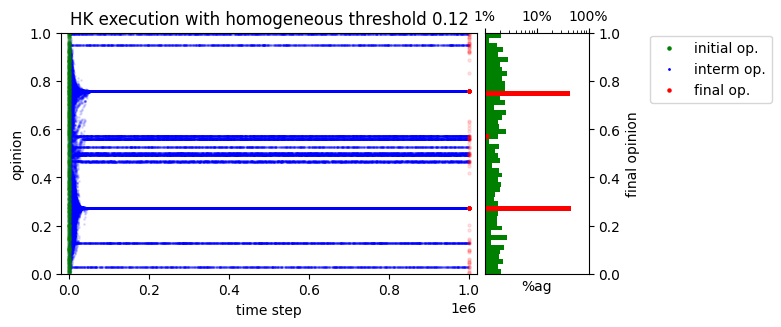 HK execution with homogeneous threshold 0.12
1% 10% 100%
initial op.
interm op.
final op.
opinion
1.0
0.8
0.6
0.4
0.2
0.0
0.0 0.2 0.4 0.6 0.8 1.0
1e6
time step
%ag
1.0
0.8
0.6
0.4
0.2
0.0
final opinion